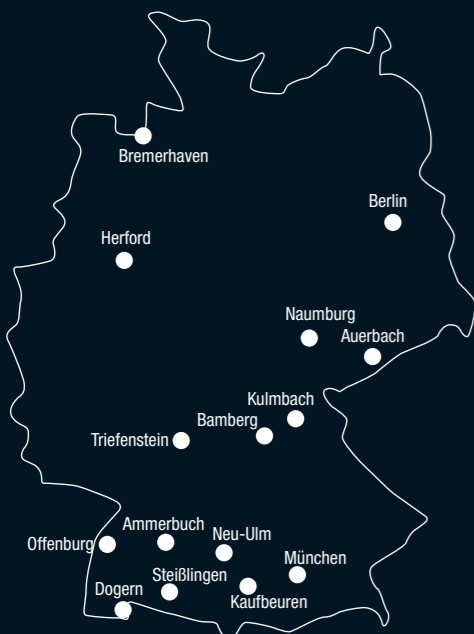 Bremerhaven
Berlin
Herford
Naumburg
Auerbach
Kulmbach
Bamberg
Triefenstein
Ammerbuch
Offenburg
Neu-Ulm
München
Steißlingen
Dogern
Kaufbeuren